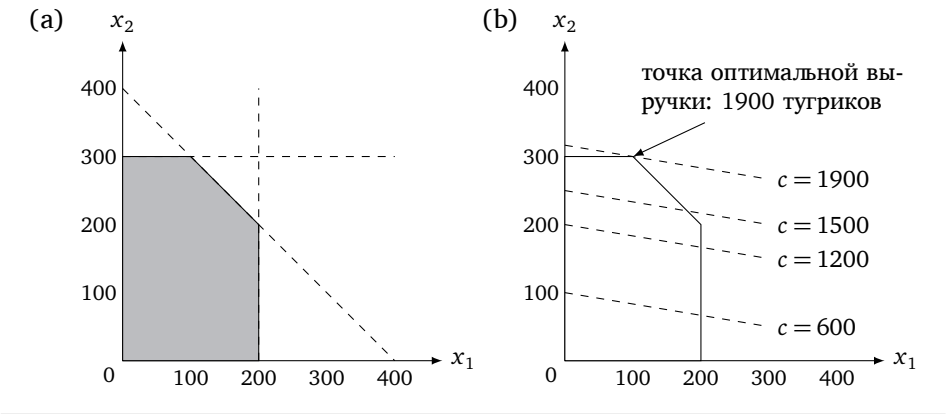 (a)
x₂
400
300
200
100
0
100 200 300 400
x₁
(b)
x₂
точка оптимальной вы-
ручки: 1900 тугриков
400
300
200
100
0
100 200 300 400
x₁
c = 1900
c = 1500
c = 1200
c = 600